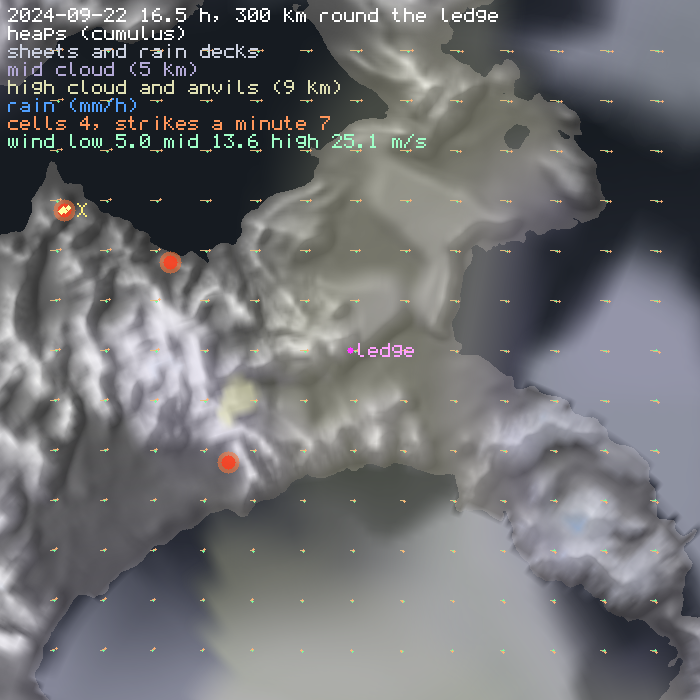 2024-09-22 16.5 h, 300 km round the ledge
heaps (cumulus)
sheets and rain decks
mid cloud (5 km)
high cloud and anvils (9 km)
rain (mm/h)
cells 4, strikes a minute 7
wind low 5.0 mid 13.6 high 25.1 m/s
X
ledge